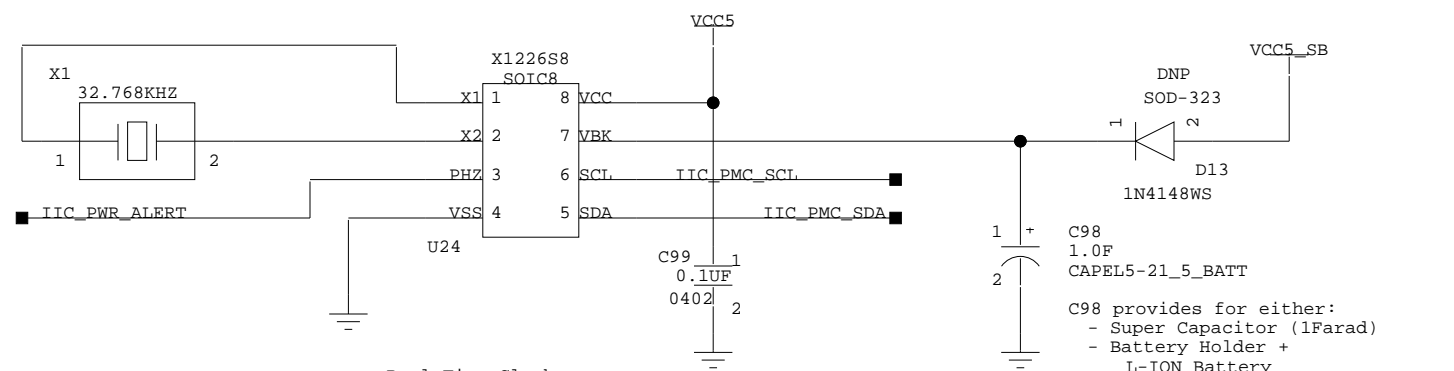 VCC5
X1226S8
SOIC8
VCC5_SB
X1
32.768KHZ
DNP
SOD-323
X1 1 8 VCC
X2 2 7 VBK
PHZ 3 6 SCL
VSS 4 5 SDA
1 2
1 2
IIC_PMC_SCL
IIC_PWR_ALERT
IIC_PMC_SDA
D13
1N4148WS
U24
C99 1
0.1UF
0402 2
1 + C98
1.0F
2 CAPEL5-21_5_BATT
C98 provides for either:
- Super Capacitor (1Farad)
- Battery Holder +
L-ION Battery